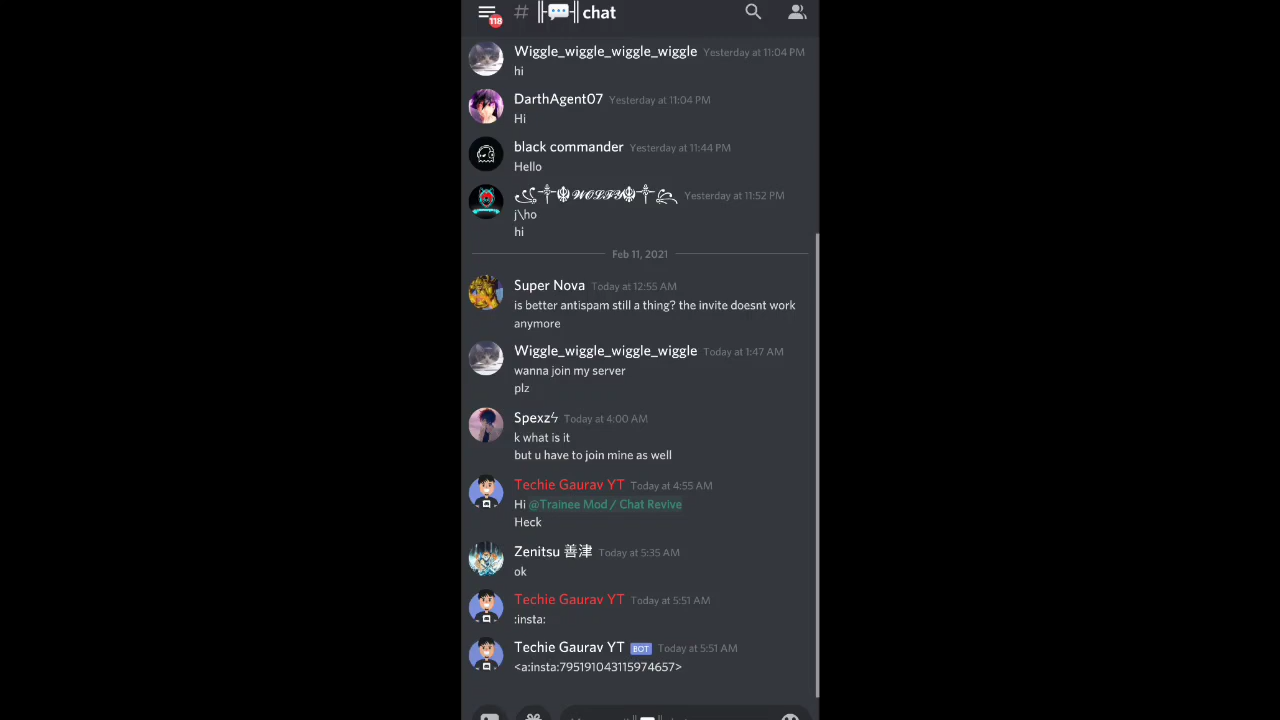 118
# ╟💬╢chat
Wiggle_wiggle_wiggle_wiggle Yesterday at 11:04 PM
hi
DarthAgent07 Yesterday at 11:04 PM
Hi
black commander Yesterday at 11:44 PM
Hello
꧁༒☬𝓦𝓞𝓛𝓕𝓨☬༒꧂ Yesterday at 11:52 PM
j\ho
hi
Feb 11, 2021
Super Nova Today at 12:55 AM
is better antispam still a thing? the invite doesnt work
anymore
Wiggle_wiggle_wiggle_wiggle Today at 1:47 AM
wanna join my server
plz
Spexzϟ Today at 4:00 AM
k what is it
but u have to join mine as well
Techie Gaurav YT Today at 4:55 AM
Hi @Trainee Mod / Chat Revive
Heck
Zenitsu 善津 Today at 5:35 AM
ok
Techie Gaurav YT Today at 5:51 AM
:insta:
Techie Gaurav YT BOT Today at 5:51 AM
<a:insta:795191043115974657>